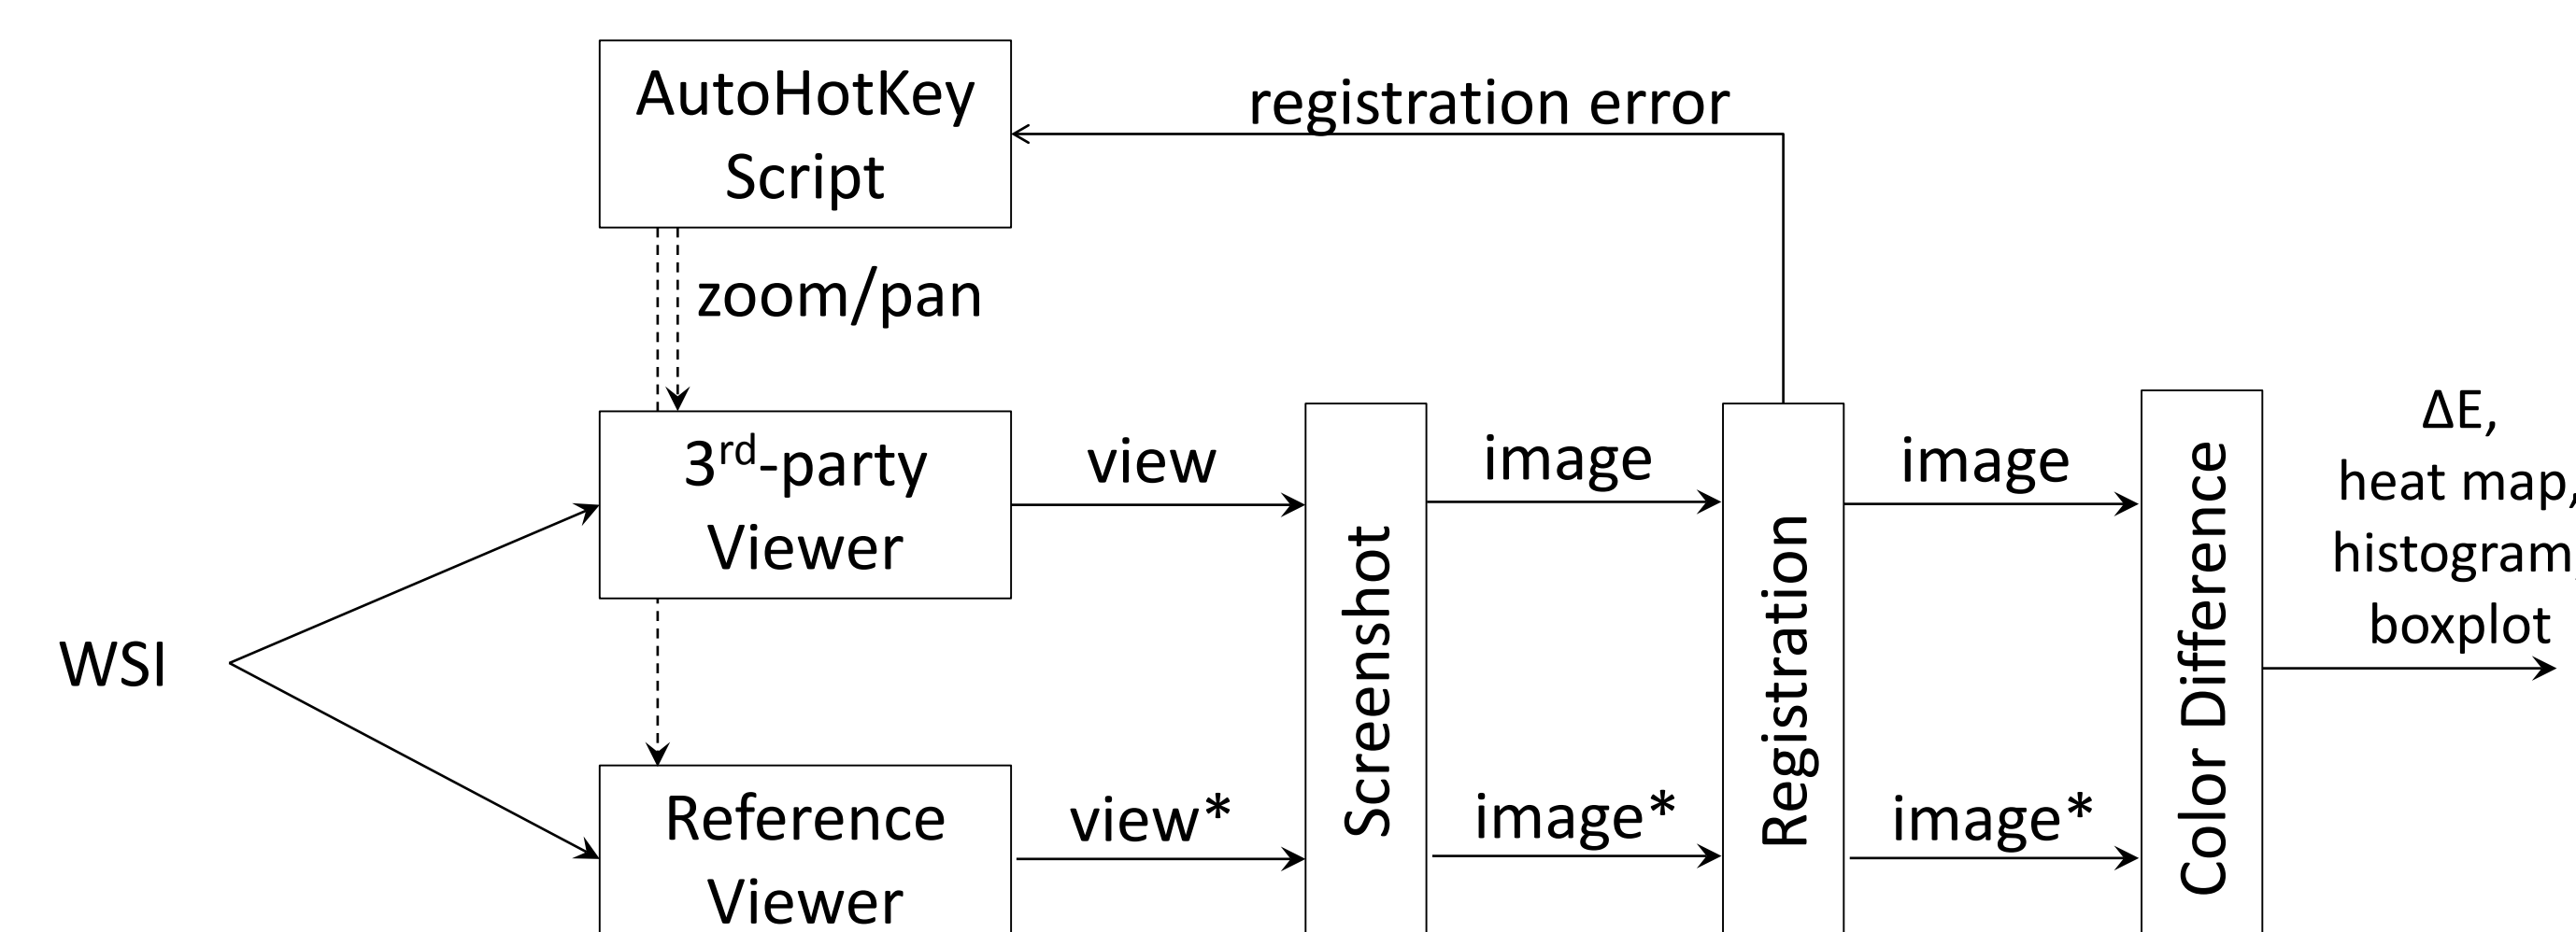 AutoHotKey
Script
registration error
zoom/pan
3rd-party
Viewer
view
image
image
ΔE,
heat map,
histogram,
boxplot
WSI
Screenshot
Registration
Color Difference
Reference
Viewer
view*
image*
image*